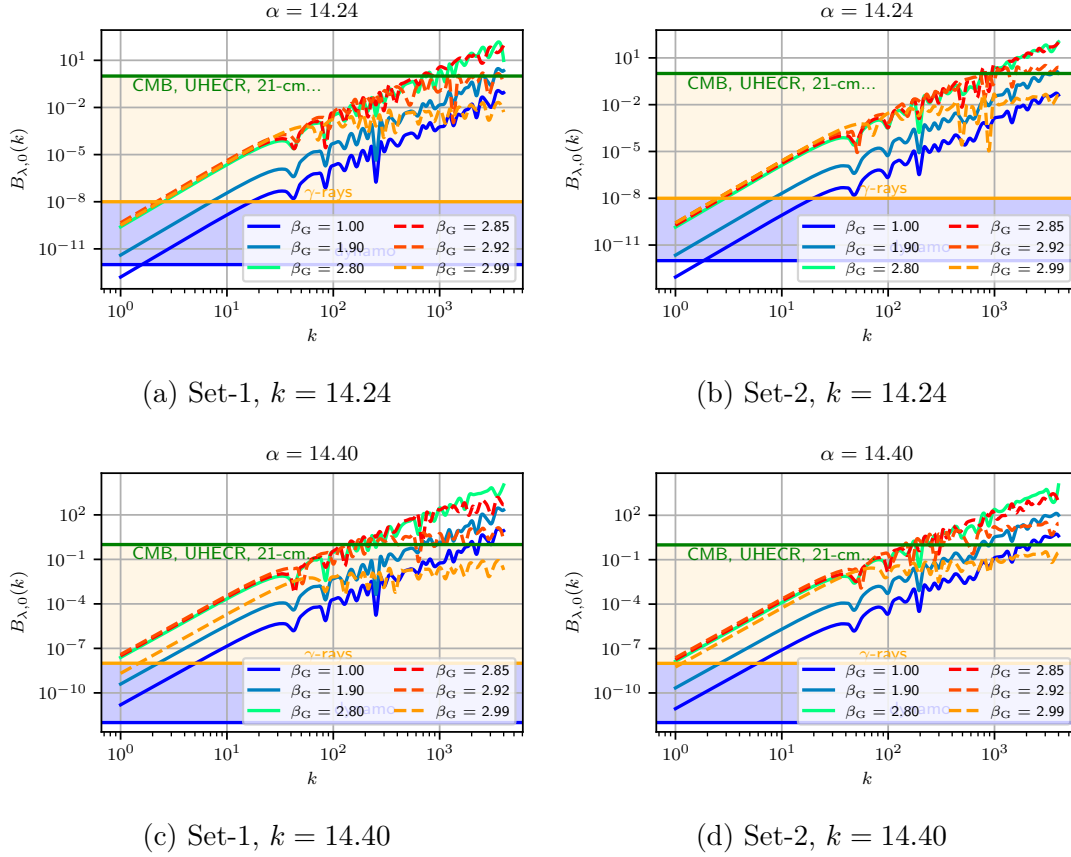 α = 14.24
10^1
10^-2
10^-5
10^-8
10^-11
B_λ,0(k)
CMB, UHECR, 21-cm...
γ-rays
dynamo
β_G = 1.00
β_G = 1.90
β_G = 2.80
β_G = 2.85
β_G = 2.92
β_G = 2.99
10^0
10^1
10^2
10^3
k
(a) Set-1, k = 14.24
α = 14.24
10^1
10^-2
10^-5
10^-8
10^-11
B_λ,0(k)
CMB, UHECR, 21-cm...
γ-rays
dynamo
β_G = 1.00
β_G = 1.90
β_G = 2.80
β_G = 2.85
β_G = 2.92
β_G = 2.99
10^0
10^1
10^2
10^3
k
(b) Set-2, k = 14.24
α = 14.40
10^2
10^-1
10^-4
10^-7
10^-10
B_λ,0(k)
CMB, UHECR, 21-cm...
γ-rays
dynamo
β_G = 1.00
β_G = 1.90
β_G = 2.80
β_G = 2.85
β_G = 2.92
β_G = 2.99
10^0
10^1
10^2
10^3
k
(c) Set-1, k = 14.40
α = 14.40
10^2
10^-1
10^-4
10^-7
10^-10
B_λ,0(k)
CMB, UHECR, 21-cm...
γ-rays
dynamo
β_G = 1.00
β_G = 1.90
β_G = 2.80
β_G = 2.85
β_G = 2.92
β_G = 2.99
10^0
10^1
10^2
10^3
k
(d) Set-2, k = 14.40